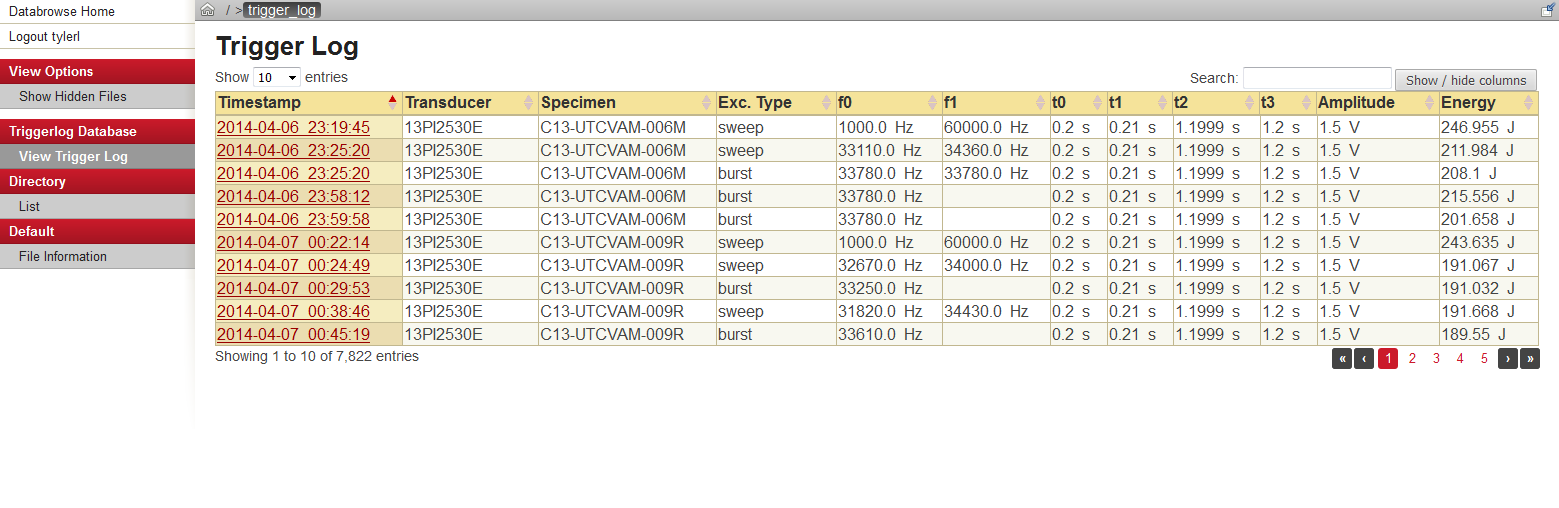 Databrowse Home
Logout tylerl
View Options
Show Hidden Files
Triggerlog Database
View Trigger Log
Directory
List
Default
File Information
/ > trigger_log
Trigger Log
Show 10 entries
Search: Show / hide columns
Timestamp Transducer Specimen Exc. Type f0 f1 t0 t1 t2 t3 Amplitude Energy
2014-04-06 23:19:45 13PI2530E C13-UTCVAM-006M sweep 1000.0 Hz 60000.0 Hz 0.2 s 0.21 s 1.1999 s 1.2 s 1.5 V 246.955 J
2014-04-06 23:25:20 13PI2530E C13-UTCVAM-006M sweep 33110.0 Hz 34360.0 Hz 0.2 s 0.21 s 1.1999 s 1.2 s 1.5 V 211.984 J
2014-04-06 23:25:20 13PI2530E C13-UTCVAM-006M burst 33780.0 Hz 33780.0 Hz 0.2 s 0.21 s 1.1999 s 1.2 s 1.5 V 208.1 J
2014-04-06 23:58:12 13PI2530E C13-UTCVAM-006M burst 33780.0 Hz 0.2 s 0.21 s 1.1999 s 1.2 s 1.5 V 215.556 J
2014-04-06 23:59:58 13PI2530E C13-UTCVAM-006M burst 33780.0 Hz 0.2 s 0.21 s 1.1999 s 1.2 s 1.5 V 201.658 J
2014-04-07 00:22:14 13PI2530E C13-UTCVAM-009R sweep 1000.0 Hz 60000.0 Hz 0.2 s 0.21 s 1.1999 s 1.2 s 1.5 V 243.635 J
2014-04-07 00:24:49 13PI2530E C13-UTCVAM-009R sweep 32670.0 Hz 34000.0 Hz 0.2 s 0.21 s 1.1999 s 1.2 s 1.5 V 191.067 J
2014-04-07 00:29:53 13PI2530E C13-UTCVAM-009R burst 33250.0 Hz 0.2 s 0.21 s 1.1999 s 1.2 s 1.5 V 191.032 J
2014-04-07 00:38:46 13PI2530E C13-UTCVAM-009R sweep 31820.0 Hz 34430.0 Hz 0.2 s 0.21 s 1.1999 s 1.2 s 1.5 V 191.668 J
2014-04-07 00:45:19 13PI2530E C13-UTCVAM-009R burst 33610.0 Hz 0.2 s 0.21 s 1.1999 s 1.2 s 1.5 V 189.55 J
Showing 1 to 10 of 7,822 entries
« ‹ 1 2 3 4 5 › »